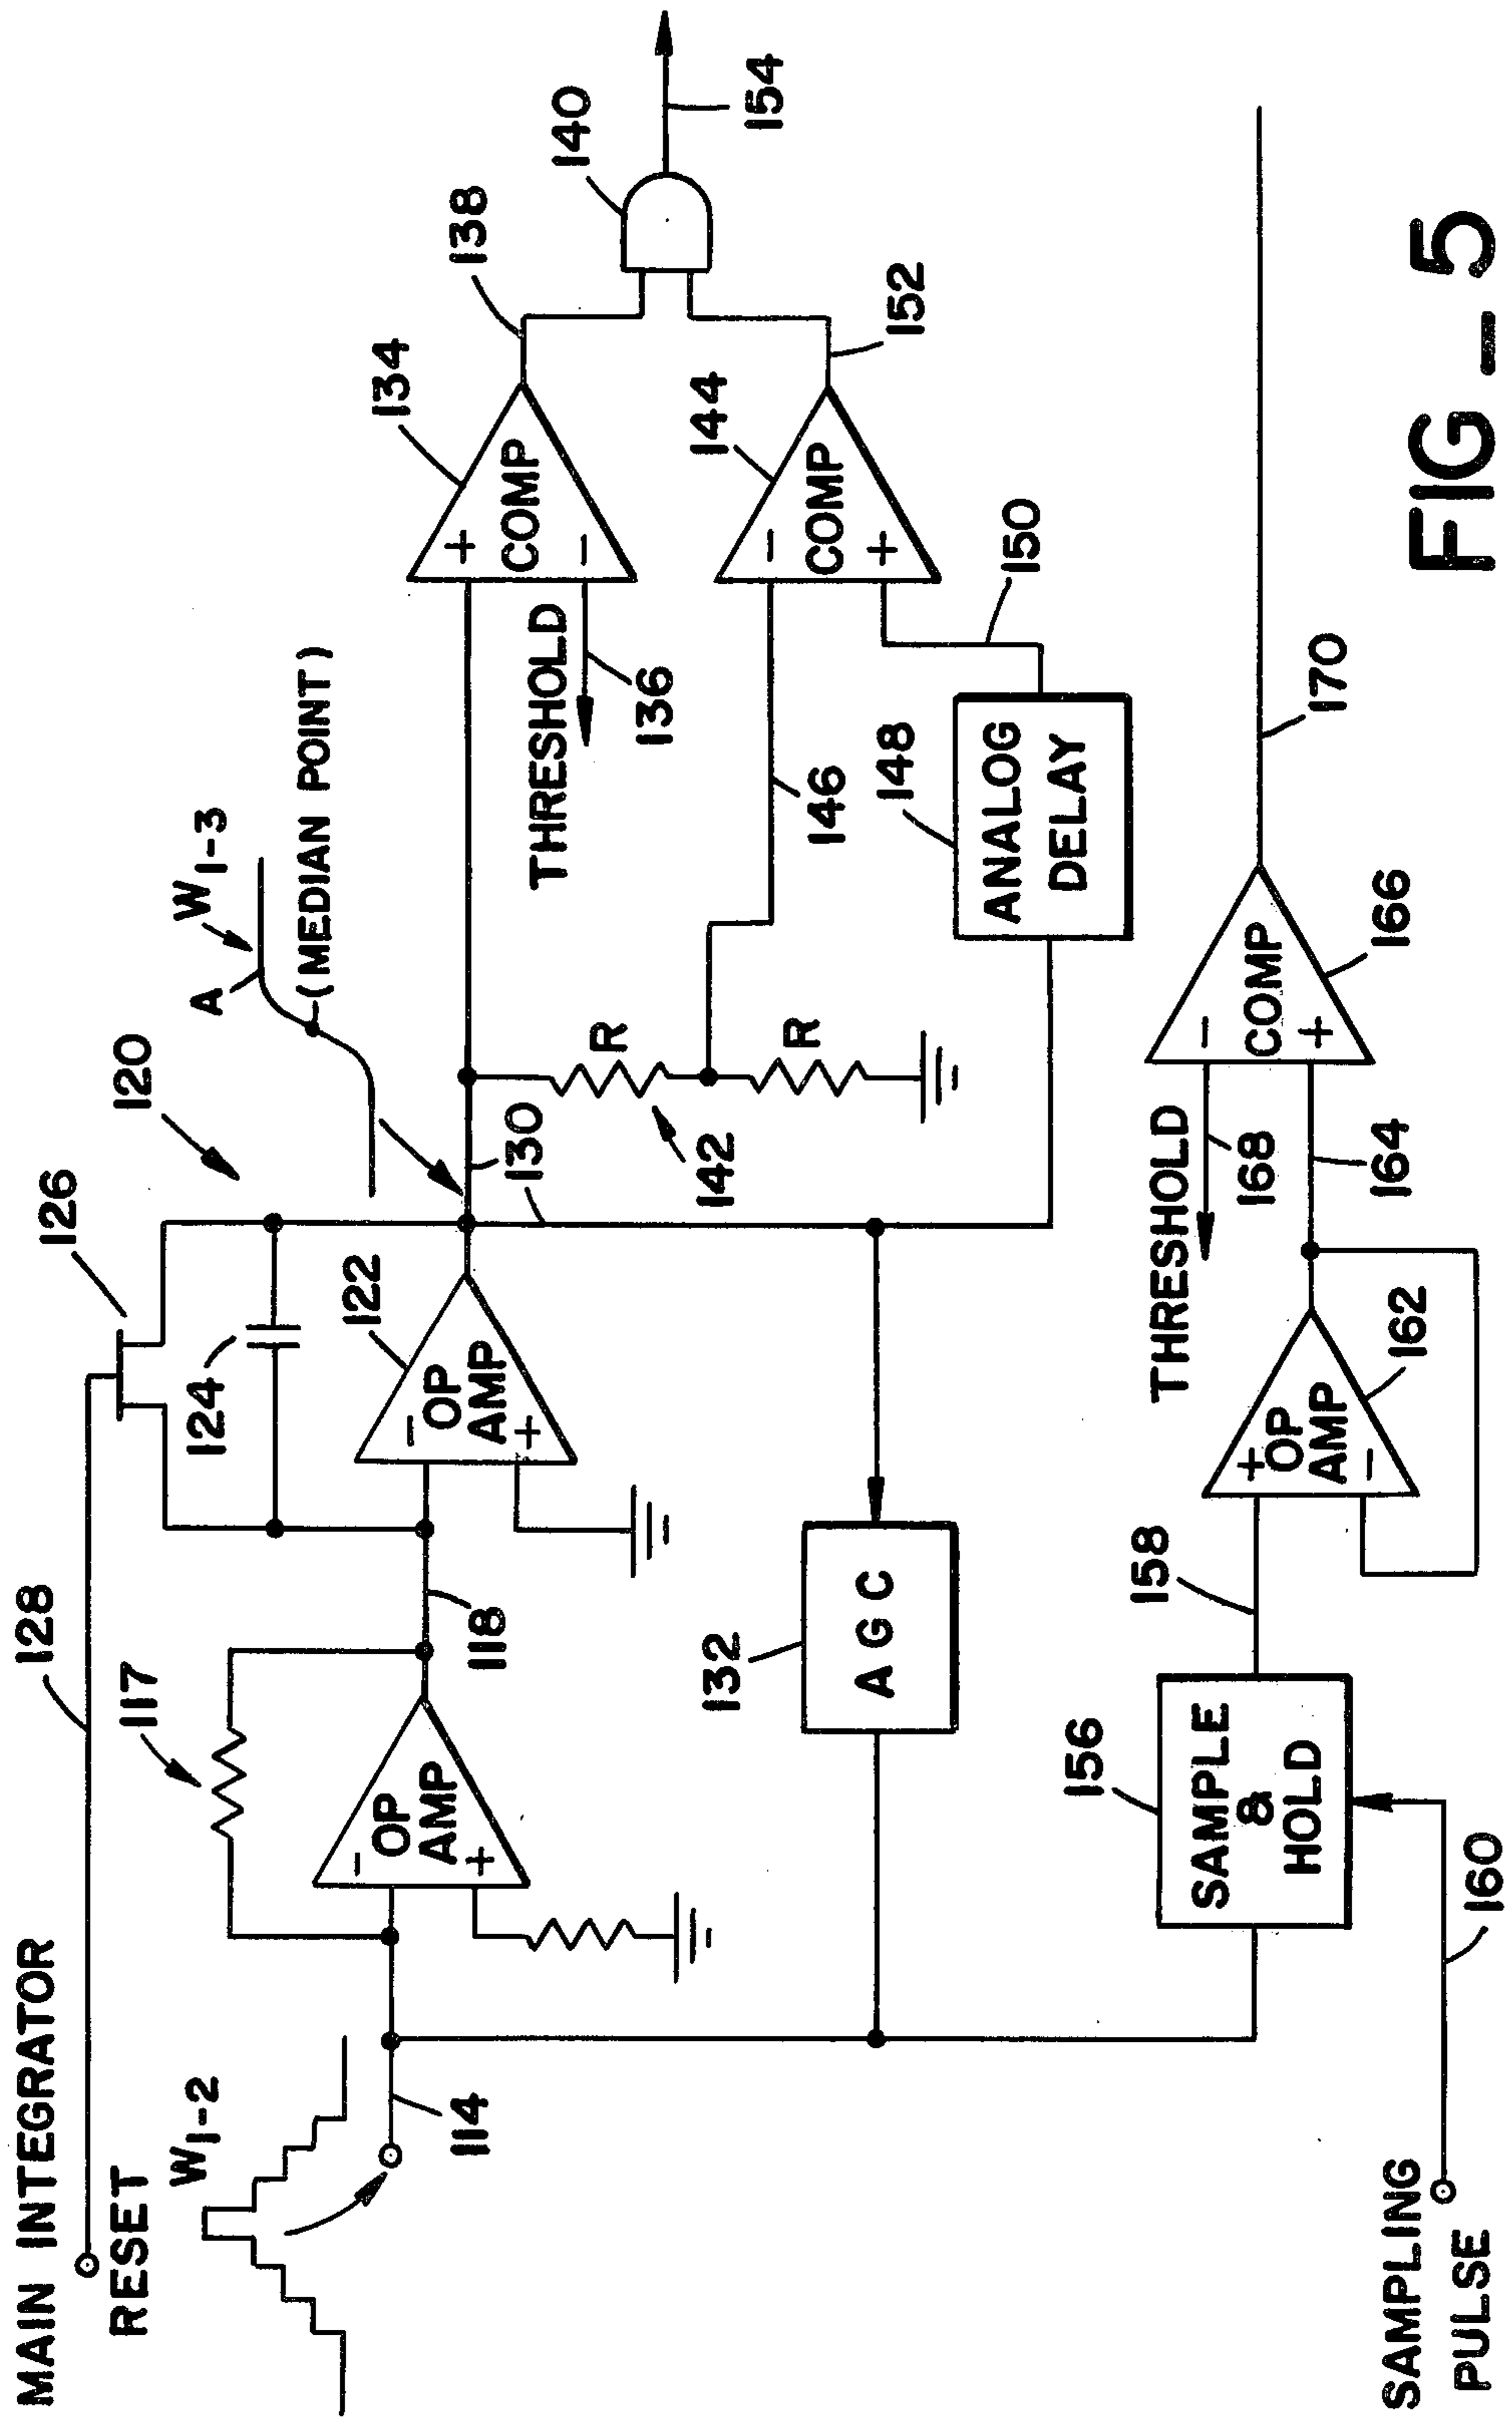 MAIN INTEGRATOR
RESET
128
126
120
W1-3
A
(MEDIAN POINT)
117
124
W1-2
114
-
OP
AMP
+
118
-
OP
AMP
+
122
130
142
R
R
+
COMP
-
134
THRESHOLD
136
138
140
154
-
COMP
+
144
146
152
150
ANALOG
DELAY
148
132
AGC
SAMPLING
PULSE
160
156
SAMPLE
&
HOLD
158
+
OP
AMP
-
162
164
THRESHOLD
168
-
COMP
+
166
170
FIG-5